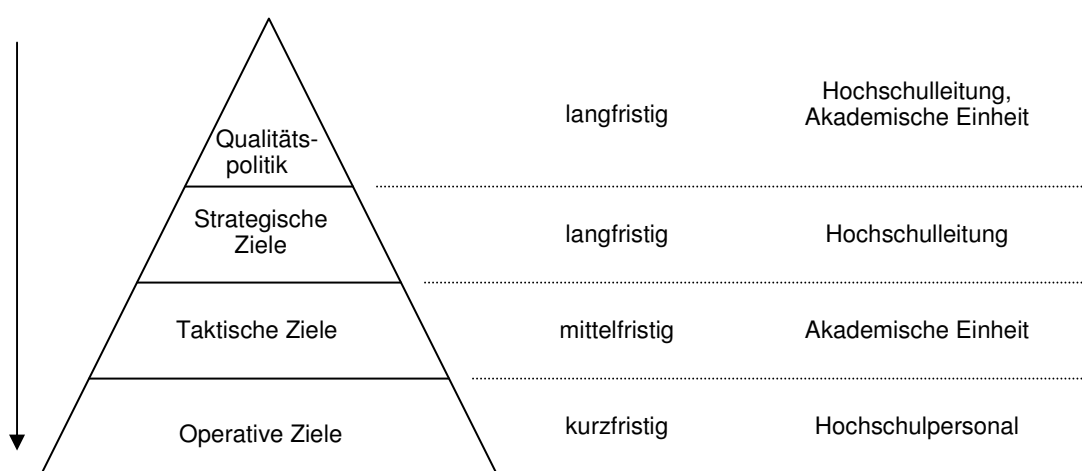 Qualitäts-
politik
langfristig
Hochschulleitung,
Akademische Einheit
Strategische
Ziele
langfristig
Hochschulleitung
Taktische Ziele
mittelfristig
Akademische Einheit
Operative Ziele
kurzfristig
Hochschulpersonal